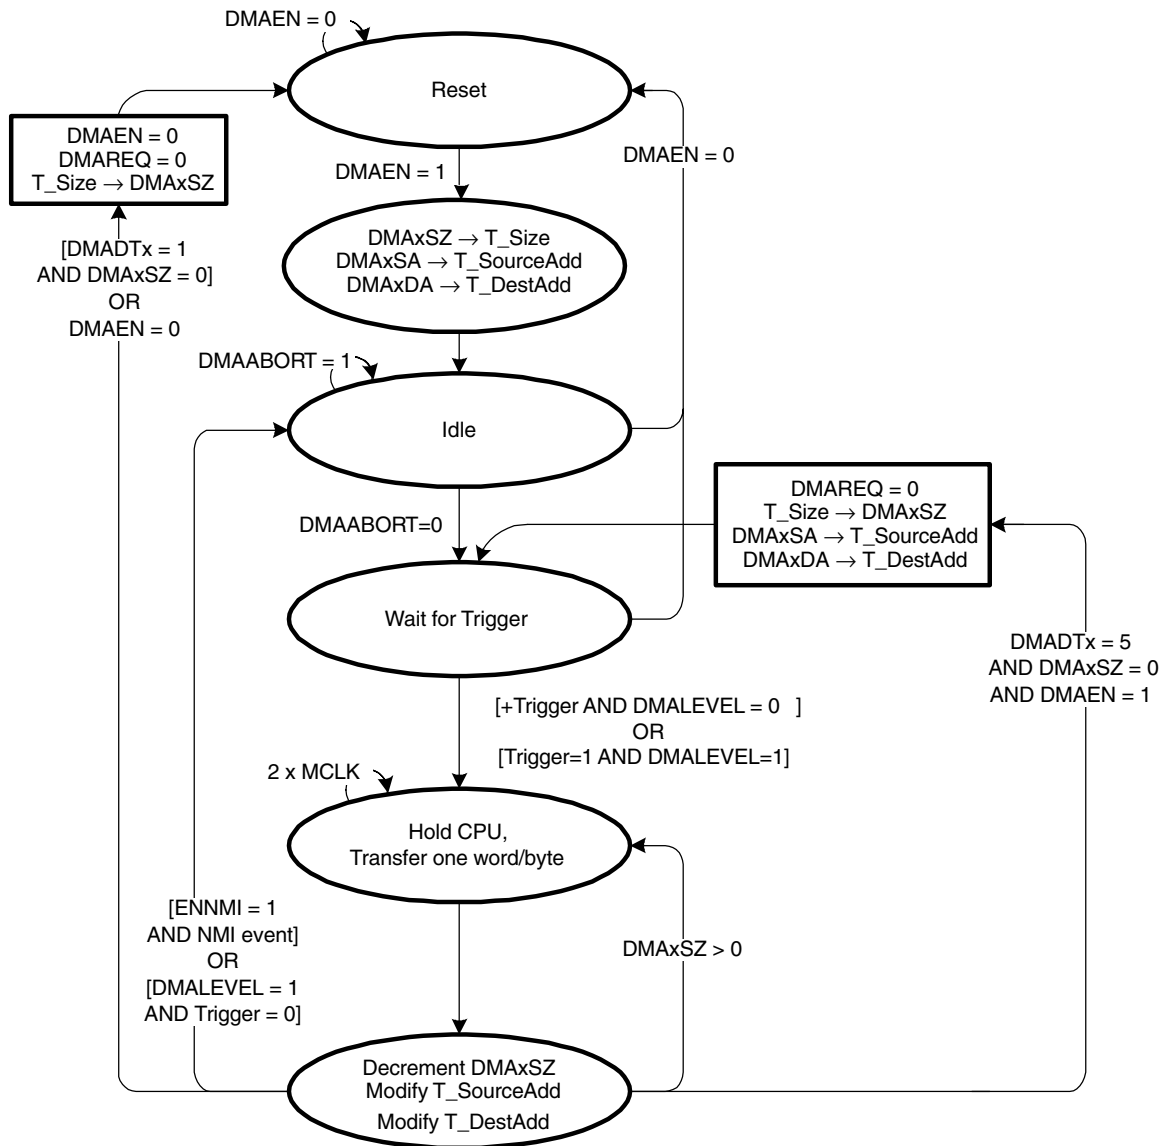 DMAEN = 0
Reset
DMAEN = 0
DMAREQ = 0
T_Size → DMAxSZ
DMAEN = 0
DMAEN = 1
DMAxSZ → T_Size
DMAxSA → T_SourceAdd
DMAxDA → T_DestAdd
[DMADTx = 1
AND DMAxSZ = 0]
OR
DMAEN = 0
DMAABORT = 1
Idle
DMAABORT=0
DMAREQ = 0
T_Size → DMAxSZ
DMAxSA → T_SourceAdd
DMAxDA → T_DestAdd
Wait for Trigger
DMADTx = 5
AND DMAxSZ = 0
AND DMAEN = 1
[+Trigger AND DMALEVEL = 0 ]
OR
[Trigger=1 AND DMALEVEL=1]
2 x MCLK
Hold CPU,
Transfer one word/byte
[ENNMI = 1
AND NMI event]
OR
[DMALEVEL = 1
AND Trigger = 0]
DMAxSZ > 0
Decrement DMAxSZ
Modify T_SourceAdd
Modify T_DestAdd